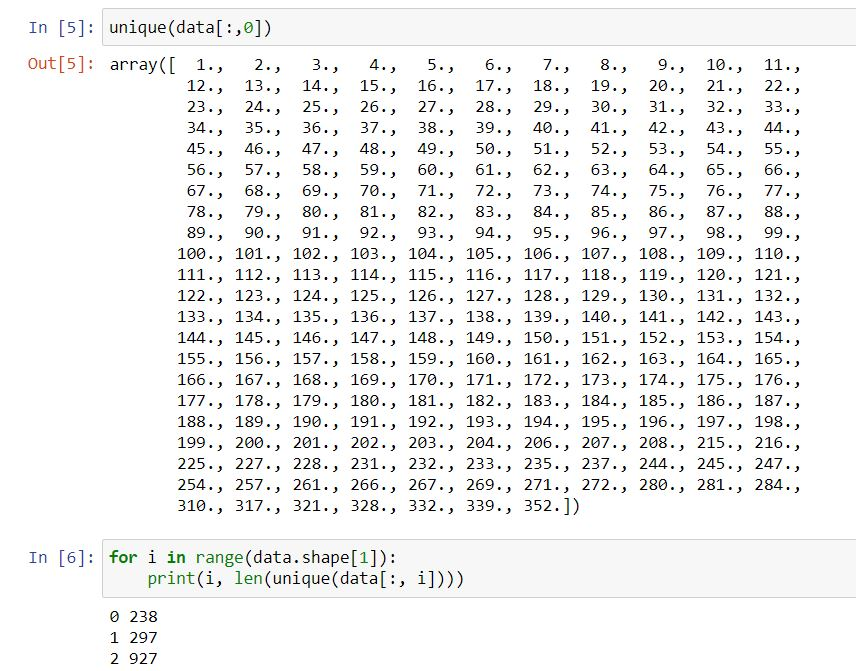 In [5]: unique(data[:,0])
Out[5]: array([  1.,   2.,   3.,   4.,   5.,   6.,   7.,   8.,   9.,  10.,  11.,
        12.,  13.,  14.,  15.,  16.,  17.,  18.,  19.,  20.,  21.,  22.,
        23.,  24.,  25.,  26.,  27.,  28.,  29.,  30.,  31.,  32.,  33.,
        34.,  35.,  36.,  37.,  38.,  39.,  40.,  41.,  42.,  43.,  44.,
        45.,  46.,  47.,  48.,  49.,  50.,  51.,  52.,  53.,  54.,  55.,
        56.,  57.,  58.,  59.,  60.,  61.,  62.,  63.,  64.,  65.,  66.,
        67.,  68.,  69.,  70.,  71.,  72.,  73.,  74.,  75.,  76.,  77.,
        78.,  79.,  80.,  81.,  82.,  83.,  84.,  85.,  86.,  87.,  88.,
        89.,  90.,  91.,  92.,  93.,  94.,  95.,  96.,  97.,  98.,  99.,
       100., 101., 102., 103., 104., 105., 106., 107., 108., 109., 110.,
       111., 112., 113., 114., 115., 116., 117., 118., 119., 120., 121.,
       122., 123., 124., 125., 126., 127., 128., 129., 130., 131., 132.,
       133., 134., 135., 136., 137., 138., 139., 140., 141., 142., 143.,
       144., 145., 146., 147., 148., 149., 150., 151., 152., 153., 154.,
       155., 156., 157., 158., 159., 160., 161., 162., 163., 164., 165.,
       166., 167., 168., 169., 170., 171., 172., 173., 174., 175., 176.,
       177., 178., 179., 180., 181., 182., 183., 184., 185., 186., 187.,
       188., 189., 190., 191., 192., 193., 194., 195., 196., 197., 198.,
       199., 200., 201., 202., 203., 204., 206., 207., 208., 215., 216.,
       225., 227., 228., 231., 232., 233., 235., 237., 244., 245., 247.,
       254., 257., 261., 266., 267., 269., 271., 272., 280., 281., 284.,
       310., 317., 321., 328., 332., 339., 352.])
In [6]: for i in range(data.shape[1]):
    print(i, len(unique(data[:, i])))
0 238
1 297
2 927